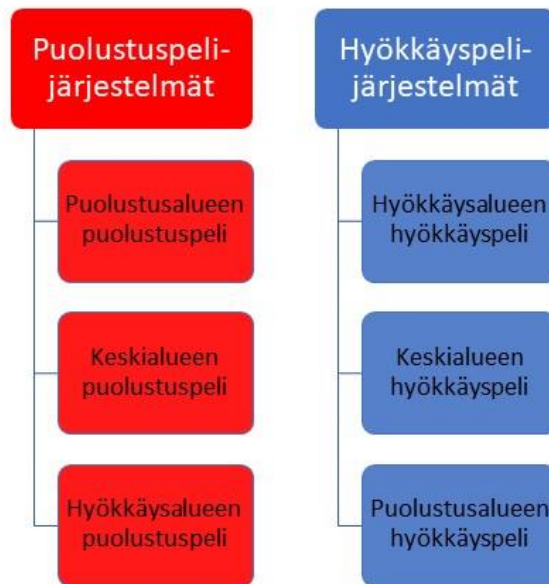 Puolustuspeli-
järjestelmät
Puolustusalueen
puolustuspeli
Keskialueen
puolustuspeli
Hyökkäysalueen
puolustuspeli
Hyökkäyspeli-
järjestelmät
Hyökkäysalueen
hyökkäyspeli
Keskialueen
hyökkäyspeli
Puolustusalueen
hyökkäyspeli